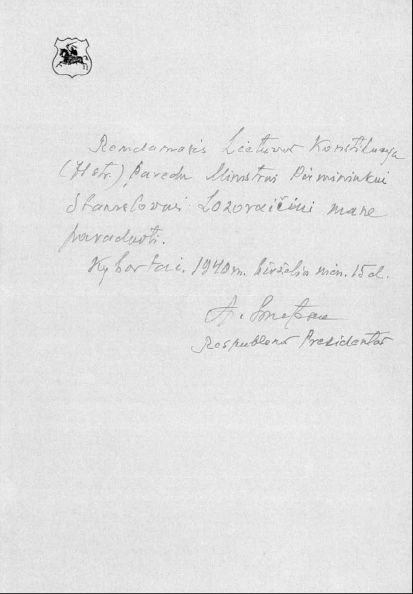 Remdamasis Lietuvos Konstitucija
(71 str.) pavedu Ministrui Pirmininkui
Stanislovui Lozoraičiui mane
pavaduoti.
Kybartai. 1940 m. birželio mėn. 15 d.
A. Smetona
Respublikos Prezidentas